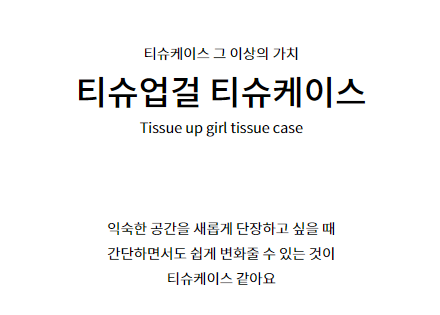 티슈케이스 그 이상의 가치
티슈업걸 티슈케이스
Tissue up girl tissue case
익숙한 공간을 새롭게 단장하고 싶을 때
간단하면서도 쉽게 변화줄 수 있는 것이
티슈케이스 같아요